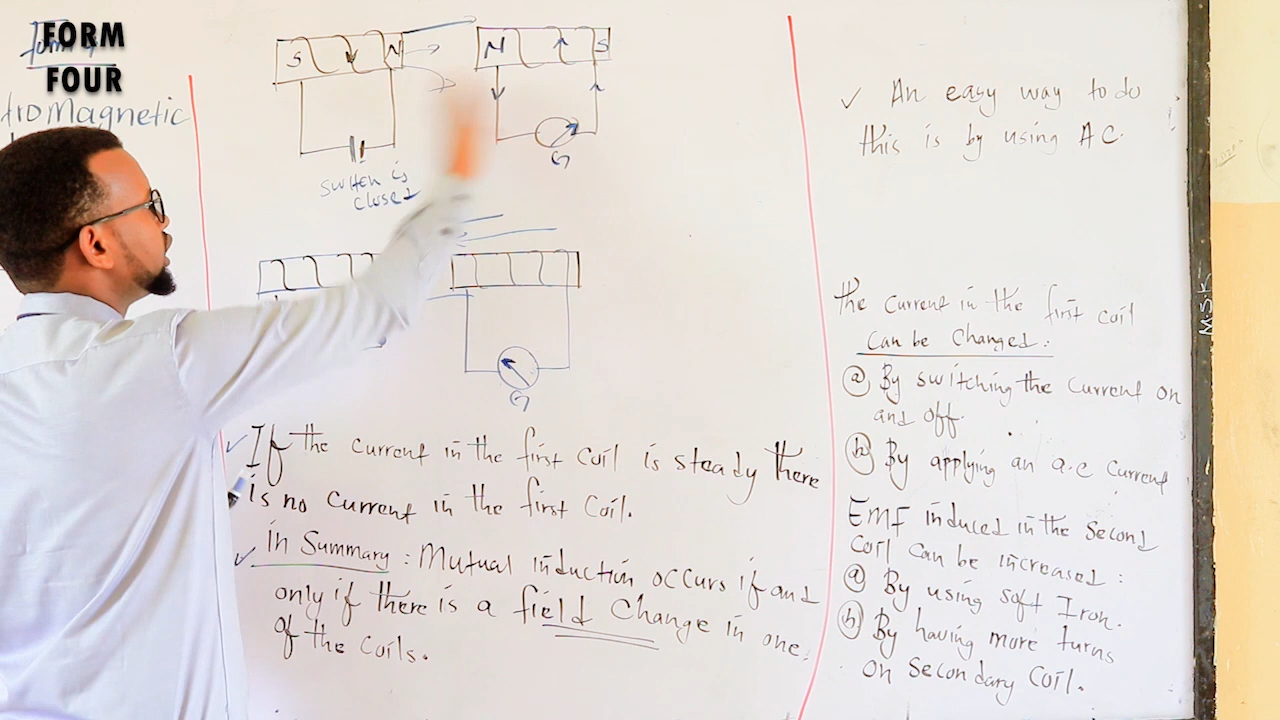 FORM
FOUR
troMagnetic
S
N
N
S
G
switch is
closed
G
✓ If the current in the first coil is steady there
is no current in the first coil.
✓ in Summary : Mutual induction occurs if and
only if there is a field change in one
of the coils.
✓ An easy way to do
this is by using AC.
the current in the first coil
can be changed:
(a) By switching the current on
and off.
(b) By applying an a.c current
EMF induced in the second
coil can be increased:
(a) By using soft Iron.
(b) By having more turns
on secondary coil.
M.S.K